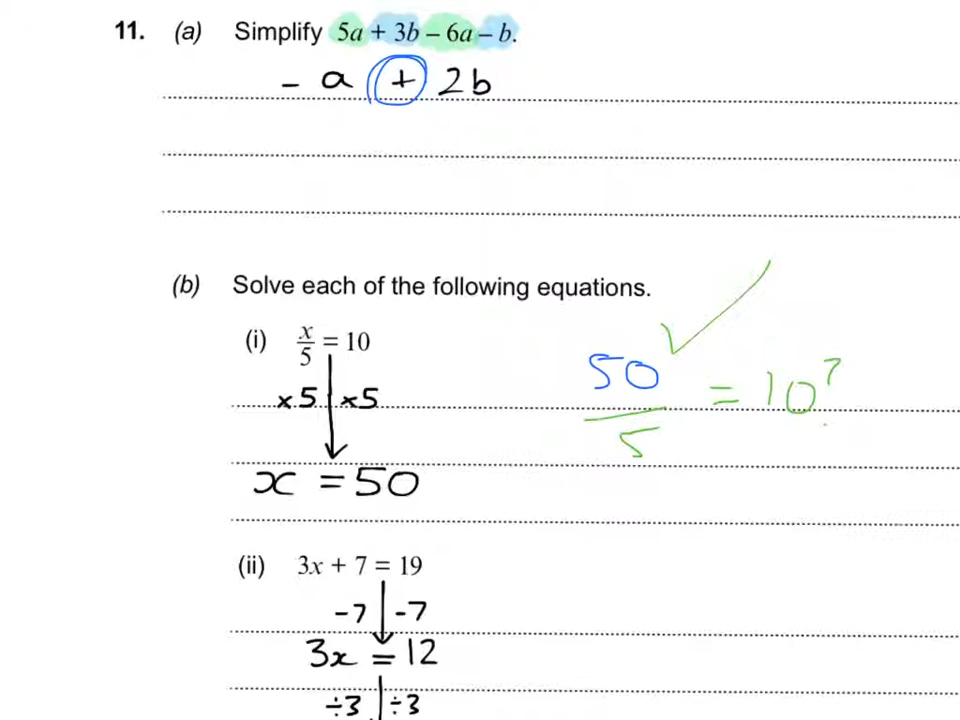 11. (a) Simplify 5a + 3b – 6a – b.
- a + 2b
(b) Solve each of the following equations.
(i) x/5 = 10
×5 ×5
x = 50
50/5 = 10?
(ii) 3x + 7 = 19
-7 -7
3x = 12
÷3 ÷3